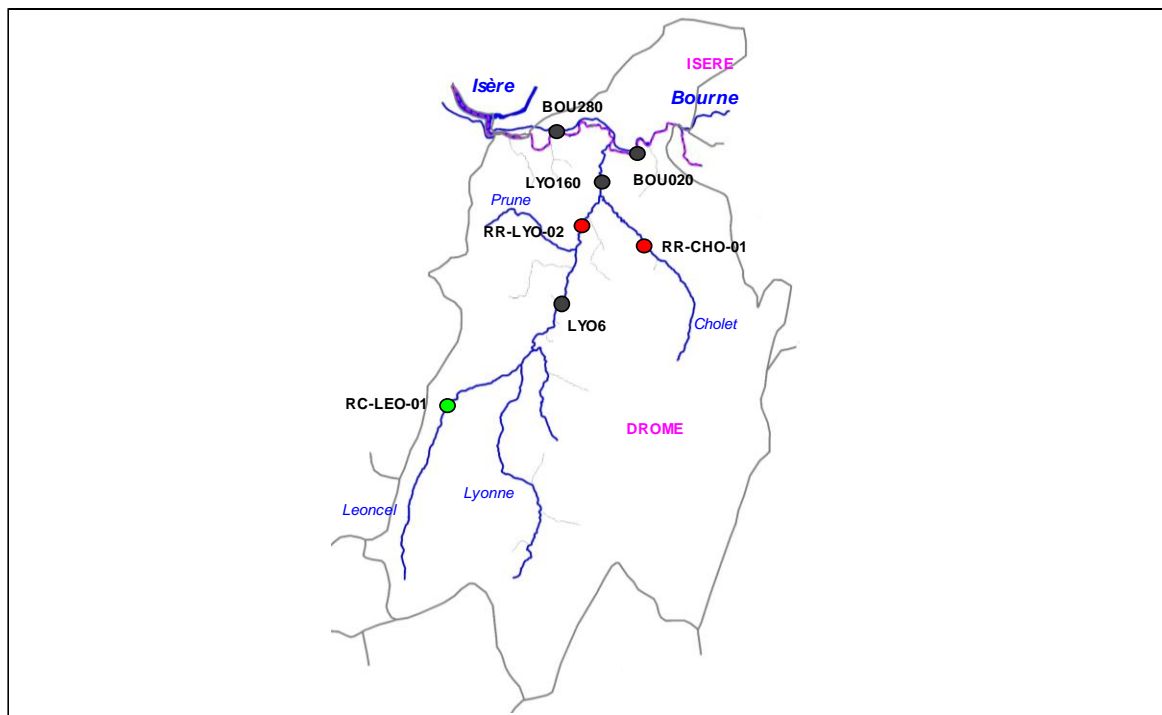 ISERE
Isère
Bourne
BOU280
LYO160
BOU020
Prune
RR-LYO-02
RR-CHO-01
LYO6
Cholet
RC-LEO-01
DROME
Lyonne
Leoncel